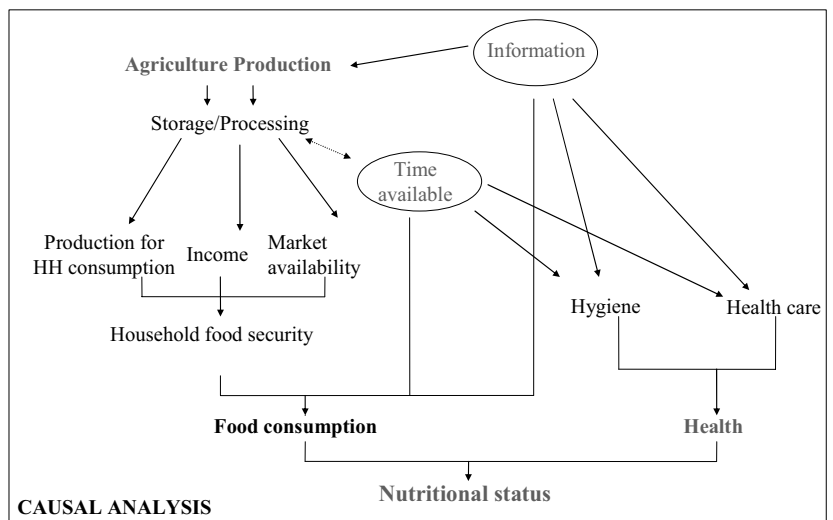 Information
Agriculture Production
Storage/Processing
Time
available
Production for
HH consumption
Income
Market
availability
Hygiene
Health care
Household food security
Food consumption
Health
Nutritional status
CAUSAL ANALYSIS